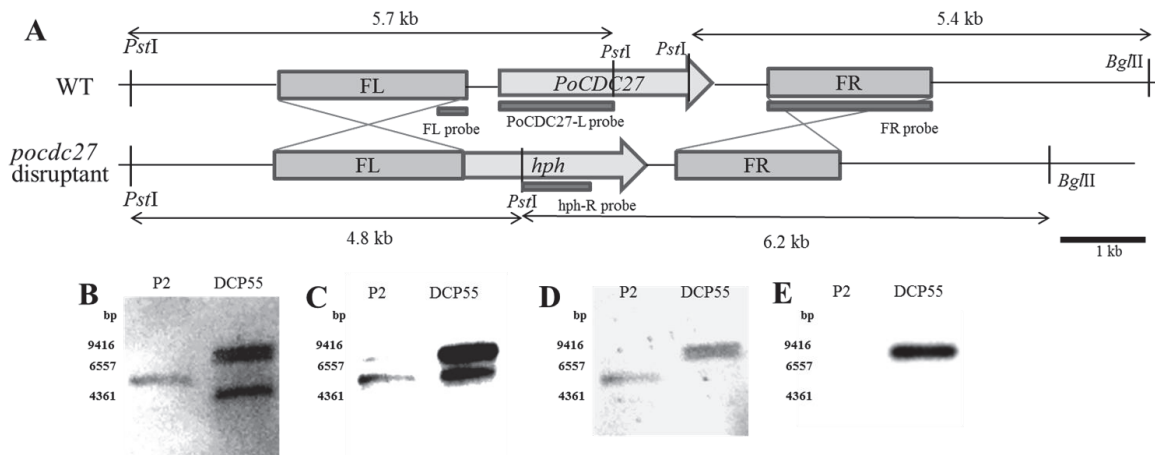 A
5.7 kb
5.4 kb
PstI
PstI
PstI
BglII
WT
FL
PoCDC27
FR
FL probe
PoCDC27-L probe
FR probe
pocdc27
disruptant
FL
hph
FR
PstI
PstI
hph-R probe
BglII
4.8 kb
6.2 kb
1 kb
B
P2
DCP55
bp
9416
6557
4361
C
P2
DCP55
bp
9416
6557
4361
D
P2
DCP55
bp
9416
6557
4361
E
P2
DCP55
bp
9416
6557
4361